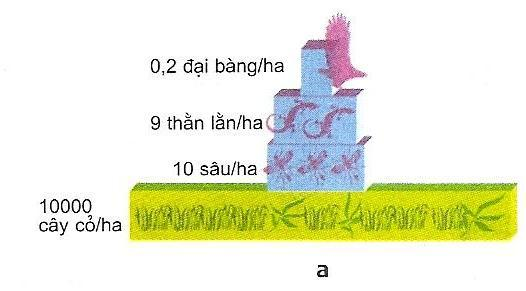 0,2 đại bàng/ha
9 thằn lằn/ha
10 sâu/ha
10000
cây cỏ/ha
a